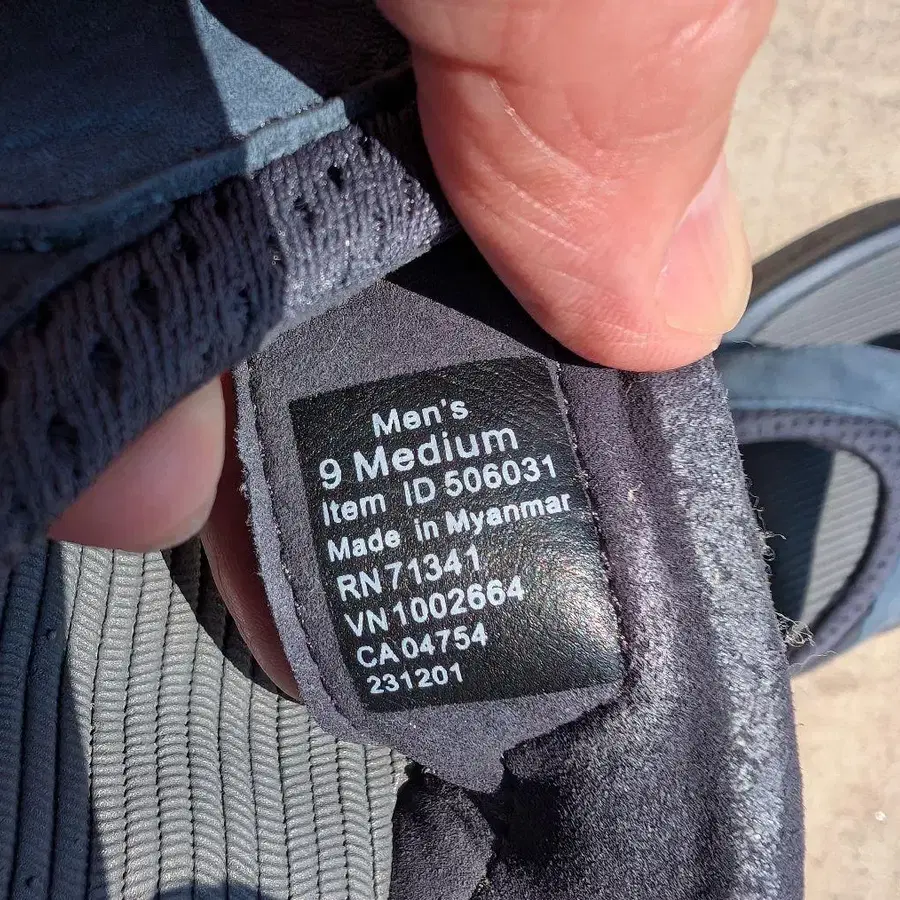 Men's
9 Medium
Item ID 506031
Made in Myanmar
RN 71341
VN 1002664
CA 04754
231201